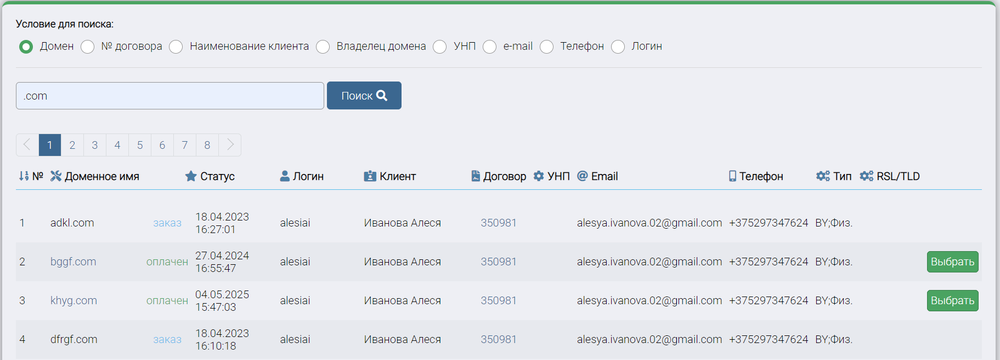 Условие для поиска:
Домен № договора Наименование клиента Владелец домена УНП e-mail Телефон Логин
.com Поиск
1 2 3 4 5 6 7 8
№ Доменное имя Статус Логин Клиент Договор УНП Email Телефон Тип RSL/TLD
1 adkl.com заказ 18.04.2023 16:27:01 alesiai Иванова Алеся 350981 alesya.ivanova.02@gmail.com +375297347624 BY;Физ.
2 bggf.com оплачен 27.04.2024 16:55:47 alesiai Иванова Алеся 350981 alesya.ivanova.02@gmail.com +375297347624 BY;Физ. Выбрать
3 khyg.com оплачен 04.05.2025 15:47:03 alesiai Иванова Алеся 350981 alesya.ivanova.02@gmail.com +375297347624 BY;Физ. Выбрать
4 dfrgf.com заказ 18.04.2023 16:10:18 alesiai Иванова Алеся 350981 alesya.ivanova.02@gmail.com +375297347624 BY;Физ.